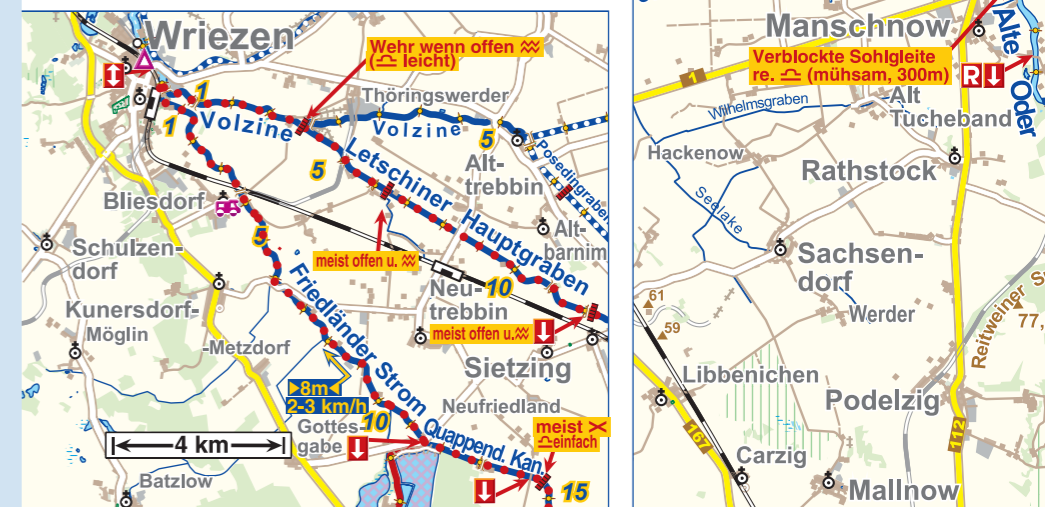 Wriezen
Wehr wenn offen
( leicht)
Thöringswerder
1
1
Volzine
Volzine
5
5
Letschiner Hauptgraben
Alt-
trebbin
Posedingraben
Bliesdorf
Alt-
barnim
5
Schulzen-
dorf
meist offen u.
10
Neu-
trebbin
Friedländer Strom
Kunersdorf-
Möglin
-Metzdorf
meist offen u.
Sietzing
8m
2-3 km/h
10
Neufriedland
Gottes-
gabe
meist
einfach
Quappend. Kan.
4 km
Batzlow
15
Manschnow
Alte Oder
Verblockte Sohlgleite
re. (mühsam, 300m)
R
1
Wilhelmsgraben
Alt
Tucheband
Hackenow
Rathstock
Seelake
Sachsen-
dorf
61
59
Werder
Reitweiner
77,
Libbenichen
Podelzig
167
112
Carzig
Mallnow